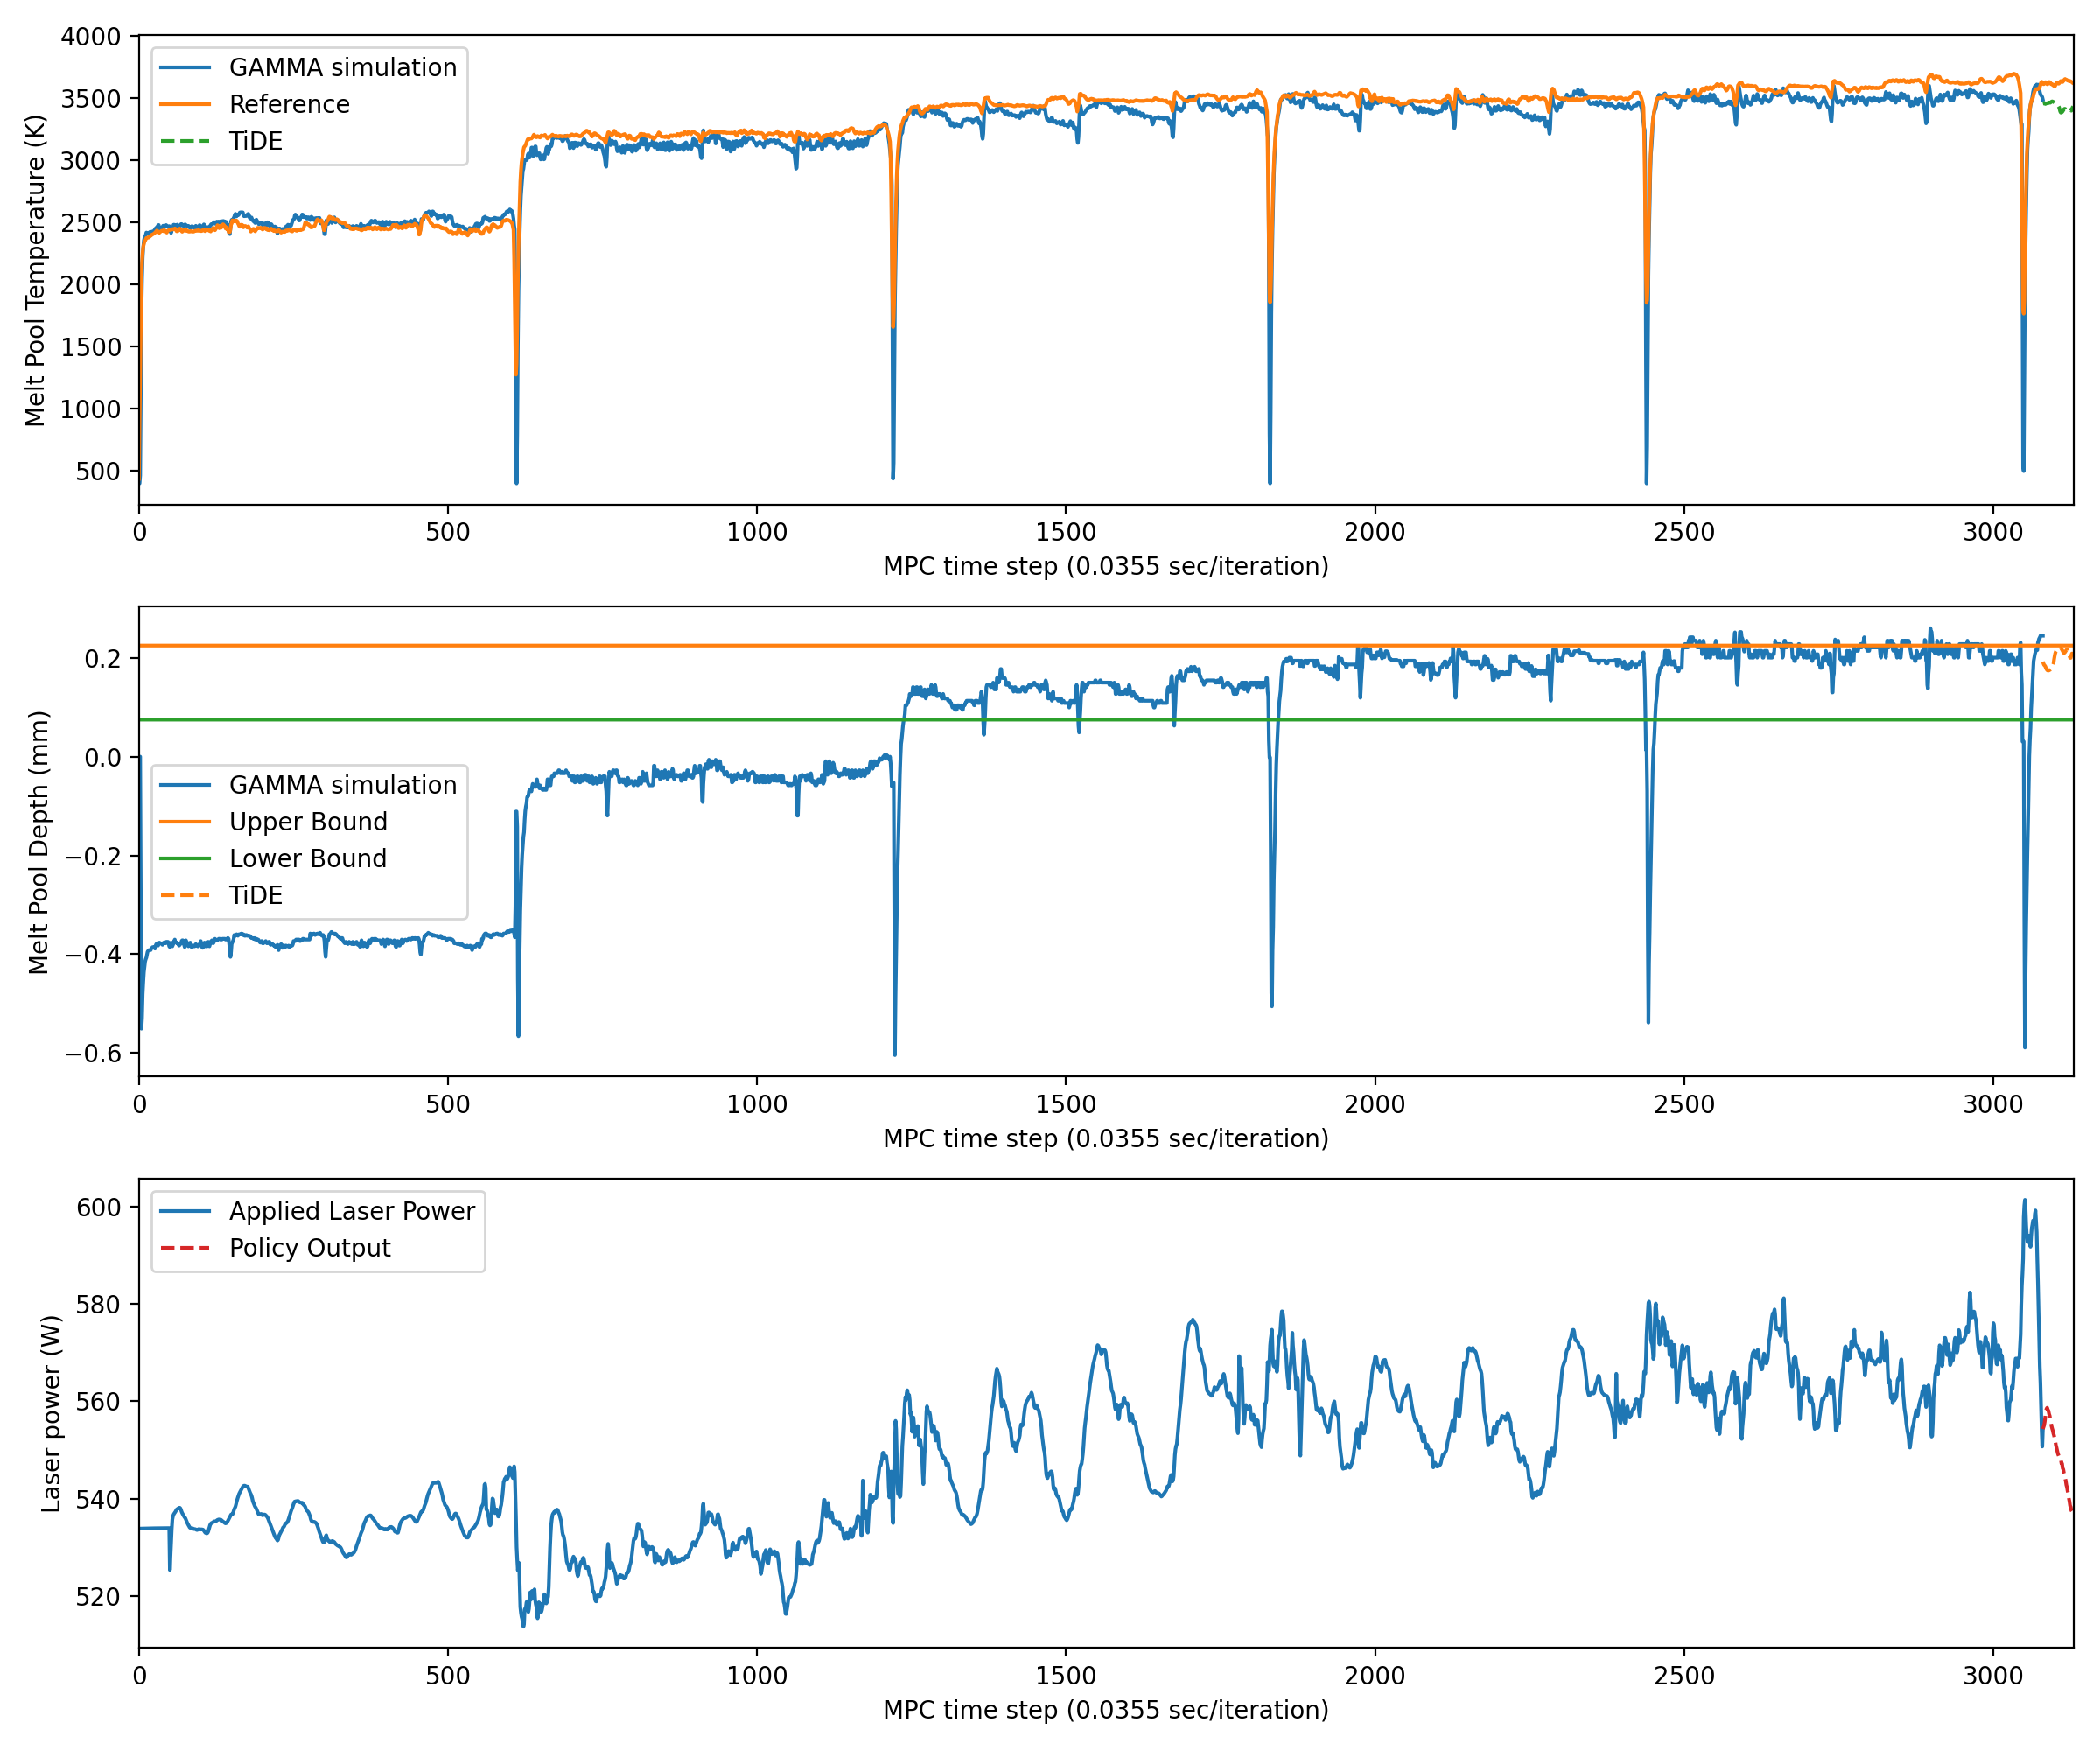 4000
3500
3000
2500
2000
1500
1000
500
Melt Pool Temperature (K)
GAMMA simulation
Reference
TiDE
0 500 1000 1500 2000 2500 3000
MPC time step (0.0355 sec/iteration)
0.2
0.0
−0.2
−0.4
−0.6
Melt Pool Depth (mm)
GAMMA simulation
Upper Bound
Lower Bound
TiDE
0 500 1000 1500 2000 2500 3000
MPC time step (0.0355 sec/iteration)
600
580
560
540
520
Laser power (W)
Applied Laser Power
Policy Output
0 500 1000 1500 2000 2500 3000
MPC time step (0.0355 sec/iteration)